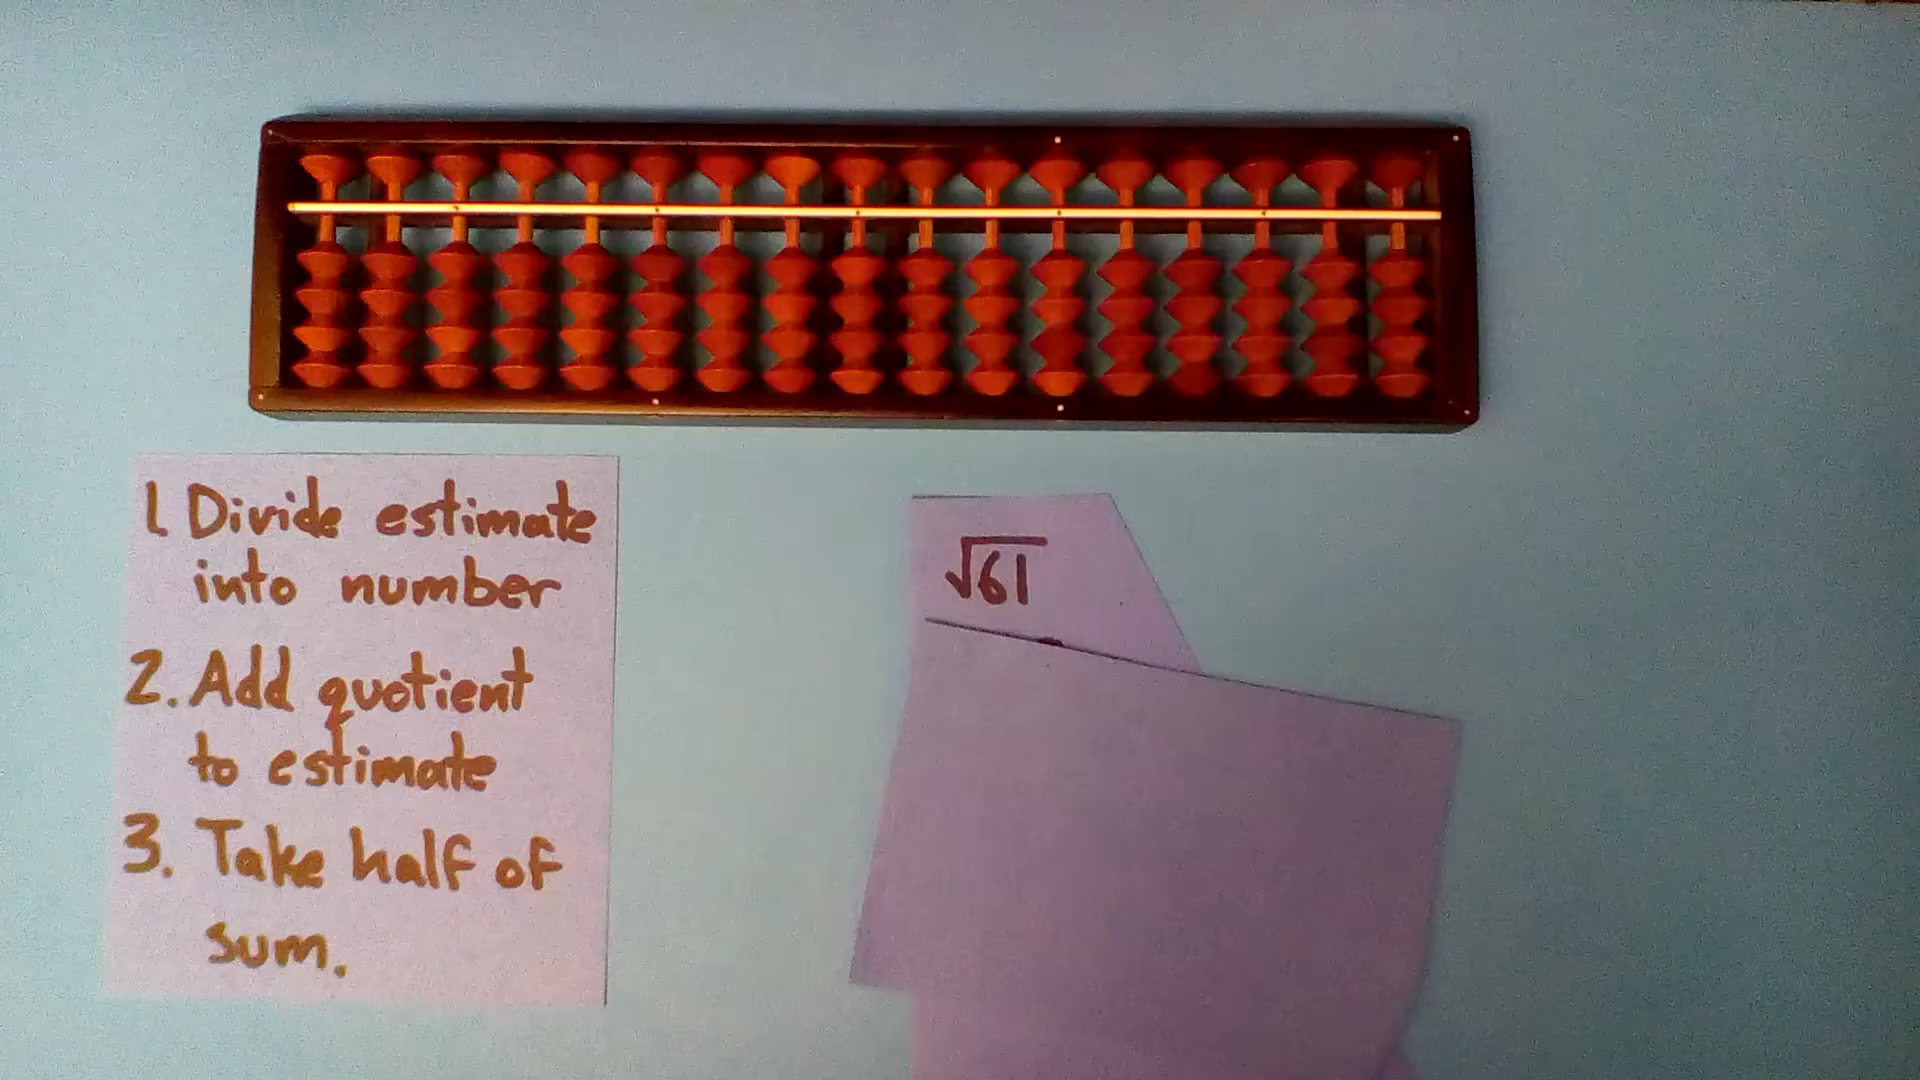 1. Divide estimate
into number
2. Add quotient
to estimate
3. Take half of
sum.
√61